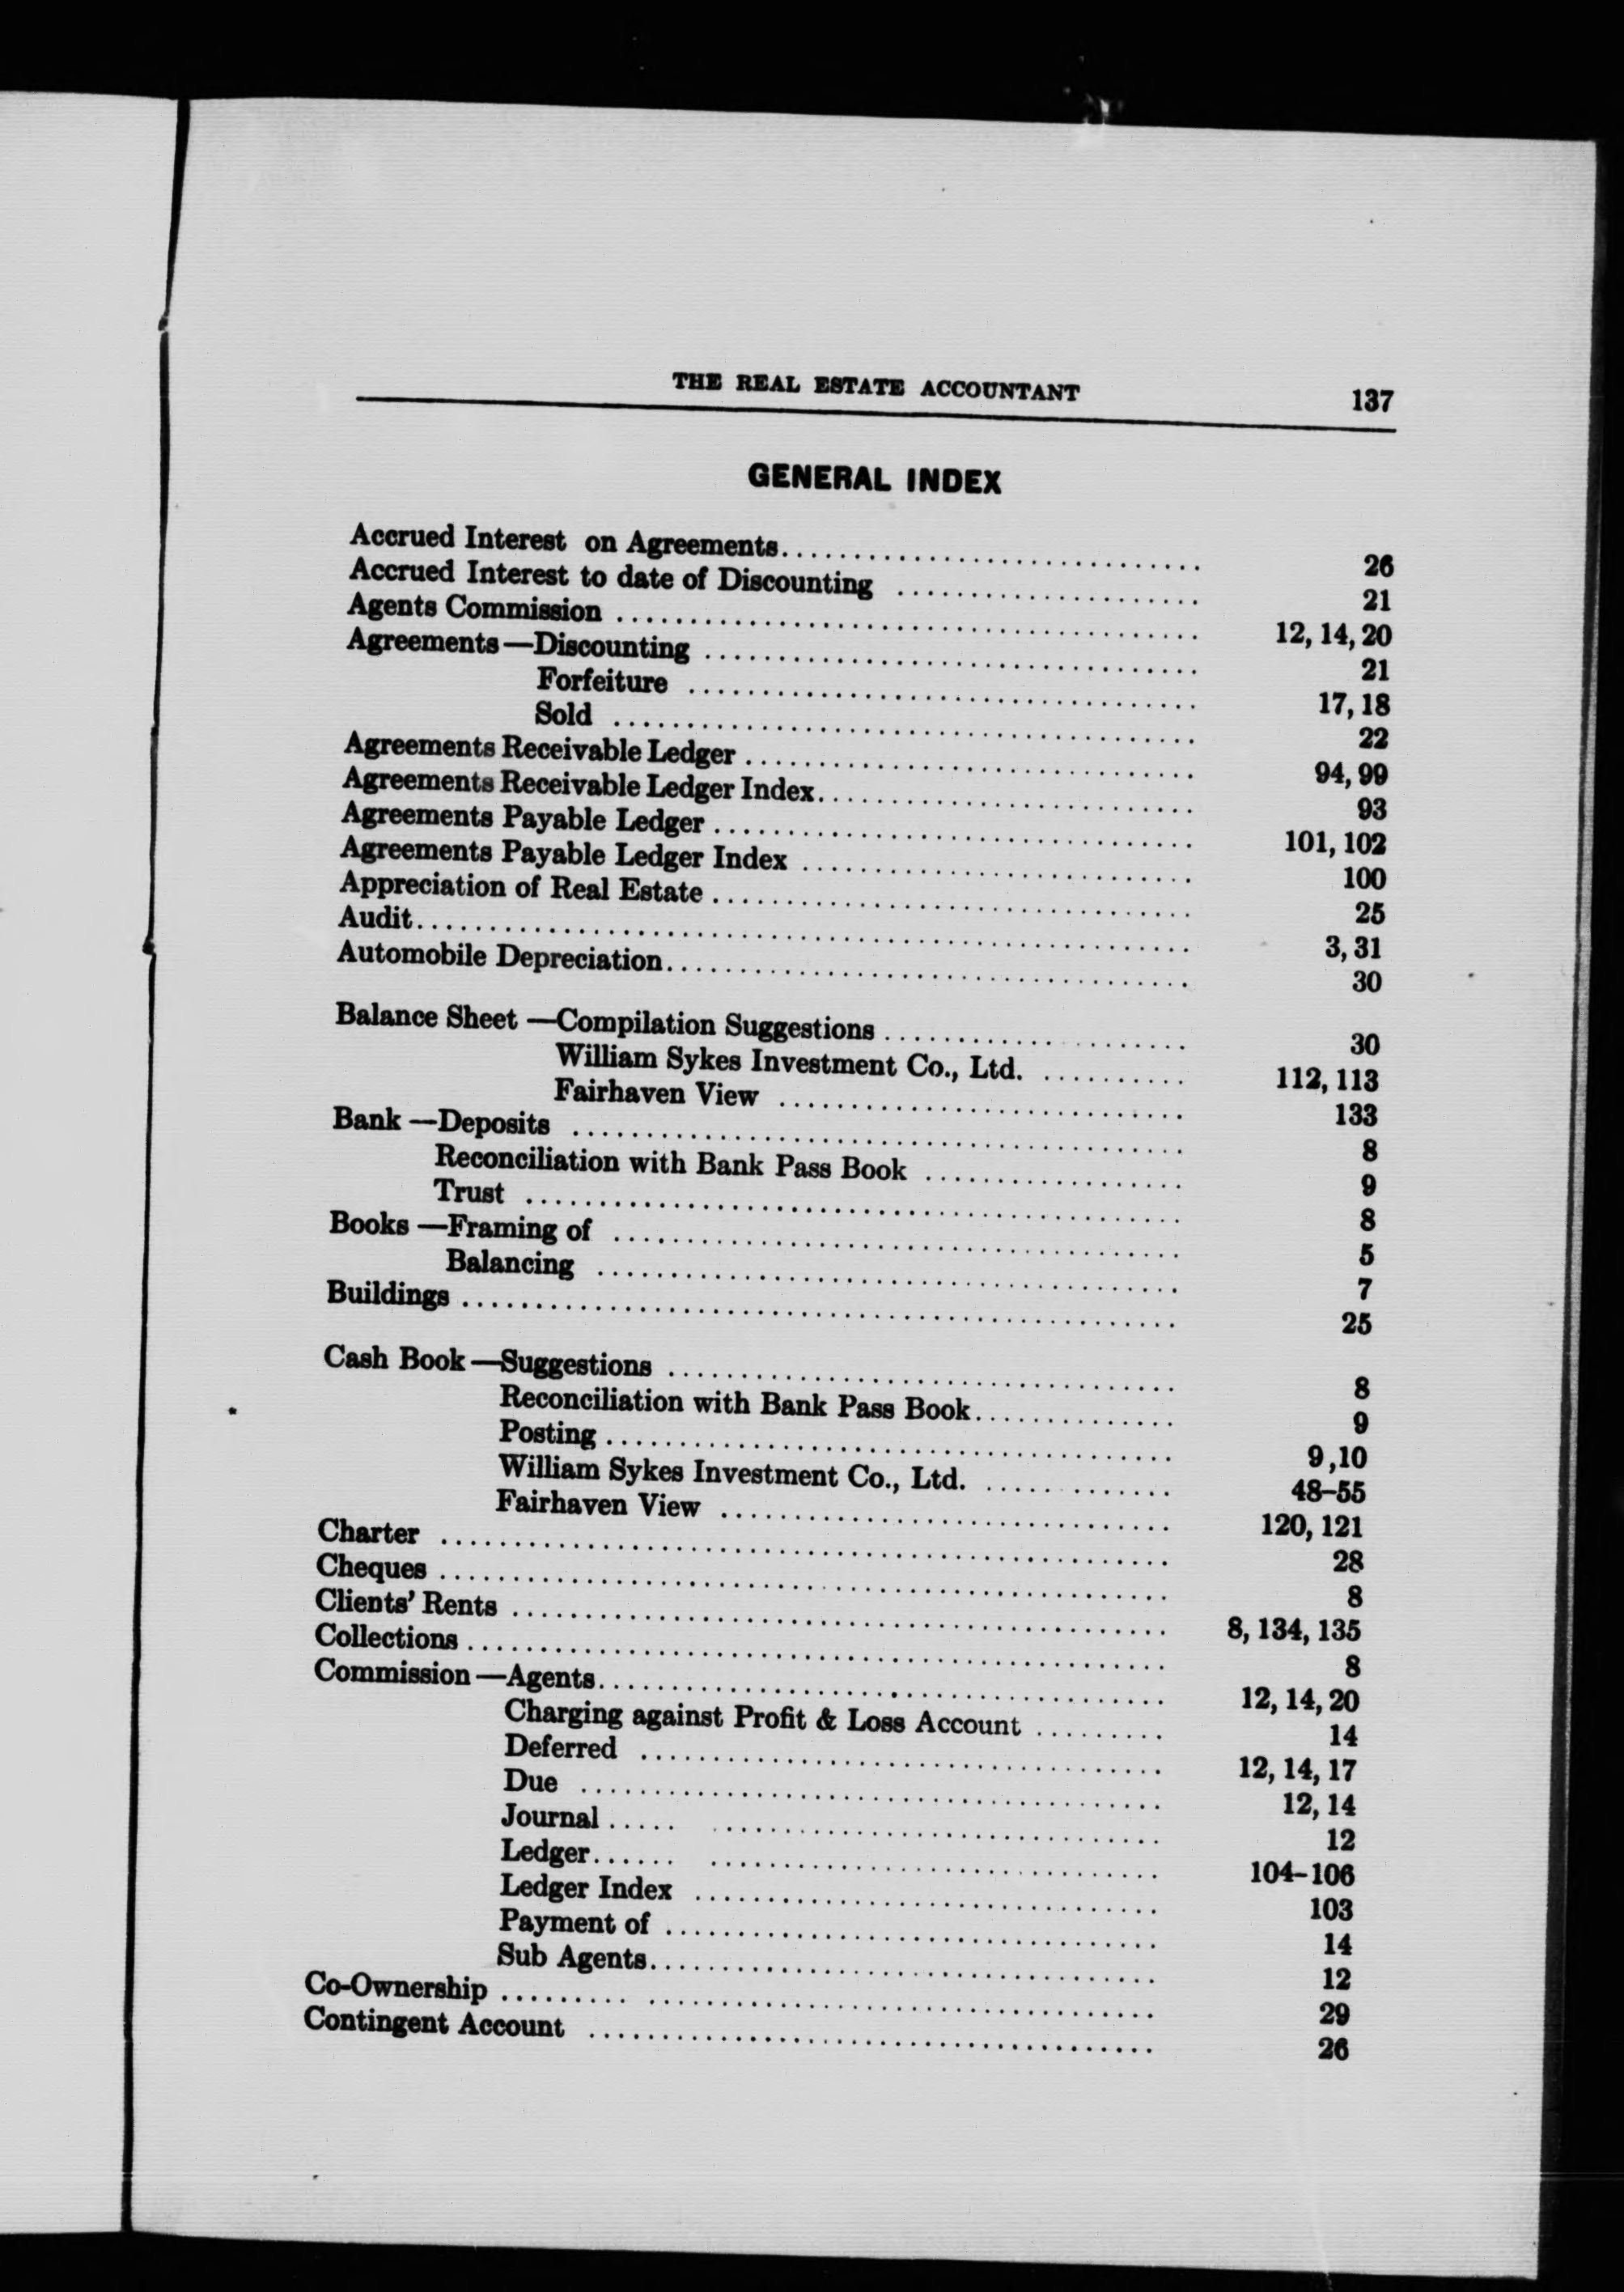 THE REAL ESTATE ACCOUNTANT 137
GENERAL INDEX
Accrued Interest on Agreements 26
Accrued Interest to date of Discounting 21
Agents Commission 12, 14, 20
Agreements—Discounting 21
Forfeiture 17, 18
Sold 22
Agreements Receivable Ledger 94, 99
Agreements Receivable Ledger Index 93
Agreements Payable Ledger 101, 102
Agreements Payable Ledger Index 100
Appreciation of Real Estate 25
Audit 3, 31
Automobile Depreciation 30
Balance Sheet—Compilation Suggestions 30
William Sykes Investment Co., Ltd. 112, 113
Fairhaven View 133
Bank—Deposits 8
Reconciliation with Bank Pass Book 9
Trust 8
Books—Framing of 5
Balancing 7
Buildings 25
Cash Book—Suggestions 8
Reconciliation with Bank Pass Book 9
Posting 9,10
William Sykes Investment Co., Ltd. 48–55
Fairhaven View 120, 121
Charter 28
Cheques 8
Clients' Rents 8, 134, 135
Collections 8
Commission—Agents 12, 14, 20
Charging against Profit & Loss Account 14
Deferred 12, 14, 17
Due 12, 14
Journal 12
Ledger 104–106
Ledger Index 103
Payment of 14
Sub Agents 12
Co-Ownership 29
Contingent Account 26